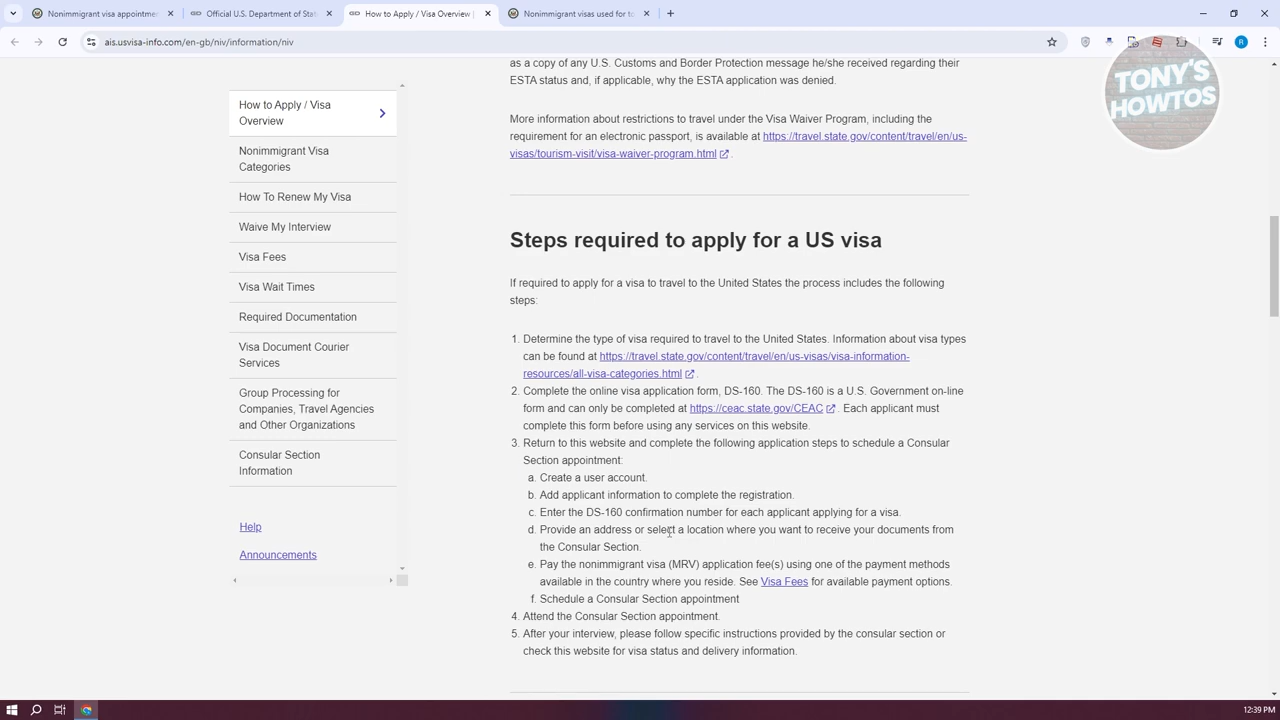 Nonimmigrant visa appointme
Official U.S. Department of Stat
How to Apply / Visa Overview |
Nonimmigrant visas used for to
ais.usvisa-info.com/en-gb/niv/information/niv
R
TONY'S
HOWTOS
How to Apply / Visa
Overview
Nonimmigrant Visa
Categories
How To Renew My Visa
Waive My Interview
Visa Fees
Visa Wait Times
Required Documentation
Visa Document Courier
Services
Group Processing for
Companies, Travel Agencies
and Other Organizations
Consular Section
Information
Help
Announcements
as a copy of any U.S. Customs and Border Protection message he/she received regarding their
ESTA status and, if applicable, why the ESTA application was denied.
More information about restrictions to travel under the Visa Waiver Program, including the
requirement for an electronic passport, is available at https://travel.state.gov/content/travel/en/us-
visas/tourism-visit/visa-waiver-program.html .
Steps required to apply for a US visa
If required to apply for a visa to travel to the United States the process includes the following
steps:
1. Determine the type of visa required to travel to the United States. Information about visa types
can be found at https://travel.state.gov/content/travel/en/us-visas/visa-information-
resources/all-visa-categories.html .
2. Complete the online visa application form, DS-160. The DS-160 is a U.S. Government on-line
form and can only be completed at https://ceac.state.gov/CEAC . Each applicant must
complete this form before using any services on this website.
3. Return to this website and complete the following application steps to schedule a Consular
Section appointment:
a. Create a user account.
b. Add applicant information to complete the registration.
c. Enter the DS-160 confirmation number for each applicant applying for a visa.
d. Provide an address or select a location where you want to receive your documents from
the Consular Section.
e. Pay the nonimmigrant visa (MRV) application fee(s) using one of the payment methods
available in the country where you reside. See Visa Fees for available payment options.
f. Schedule a Consular Section appointment
4. Attend the Consular Section appointment.
5. After your interview, please follow specific instructions provided by the consular section or
check this website for visa status and delivery information.
12:39 PM